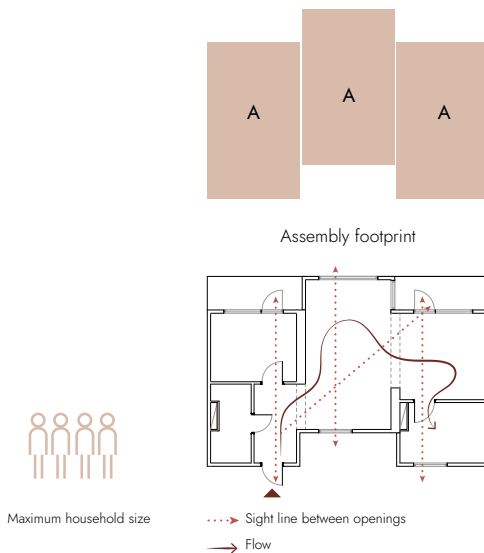 A
A
A
Assembly footprint
Maximum household size
Sight line between openings
Flow